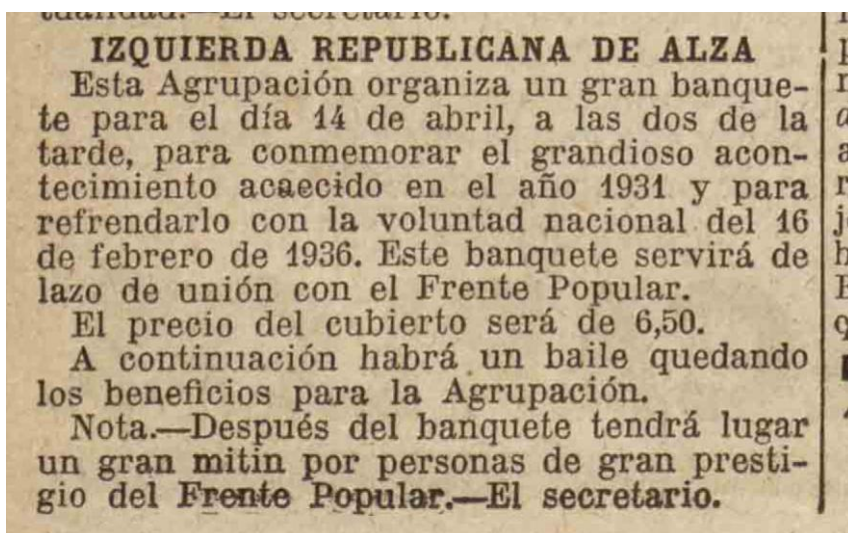 IZQUIERDA REPUBLICANA DE ALZA
Esta Agrupación organiza un gran banque-
te para el día 14 de abril, a las dos de la
tarde, para conmemorar el grandioso acon-
tecimiento acaecido en el año 1931 y para
refrendarlo con la voluntad nacional del 16
de febrero de 1936. Este banquete servirá de
lazo de unión con el Frente Popular.
El precio del cubierto será de 6,50.
A continuación habrá un baile quedando
los beneficios para la Agrupación.
Nota.—Después del banquete tendrá lugar
un gran mitin por personas de gran presti-
gio del Frente Popular.—El secretario.